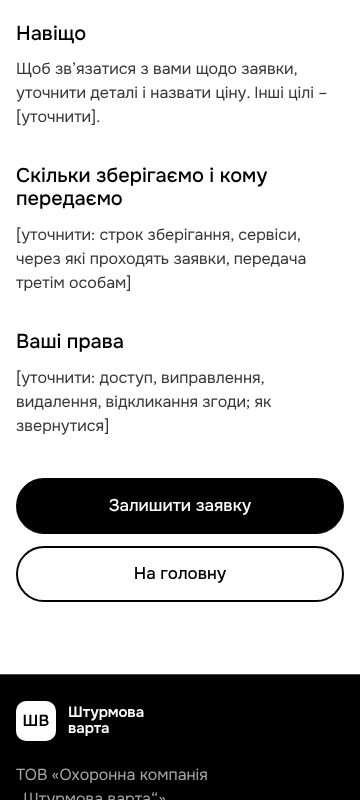 Навіщо
Щоб зв’язатися з вами щодо заявки,
уточнити деталі і назвати ціну. Інші цілі –
[уточнити].
Скільки зберігаємо і кому
передаємо
[уточнити: строк зберігання, сервіси,
через які проходять заявки, передача
третім особам]
Ваші права
[уточнити: доступ, виправлення,
видалення, відкликання згоди; як
звернутися]
Залишити заявку
На головну
ШВ
Штурмова
варта
ТОВ «Охоронна компанія
„Штурмова варта“»